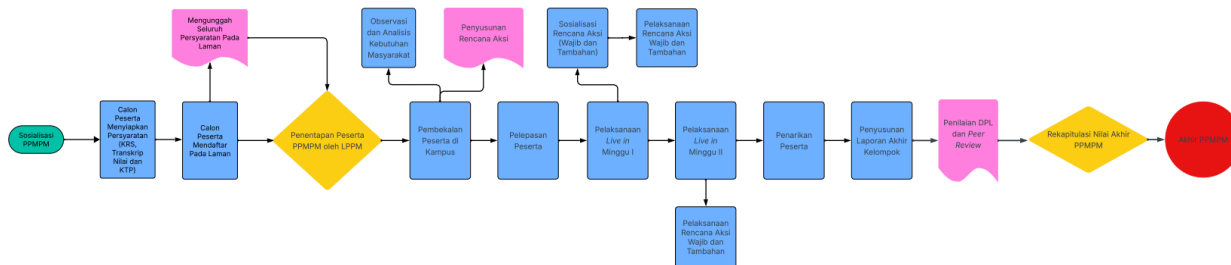 Sosialisasi
PPMPM
Calon
Peserta
Menyiapkan
Persyaratan
(KRS,
Transkrip
Nilai dan
KTP)
Mengunggah
Seluruh
Persyaratan Pada
Laman
Calon
Peserta
Mendaftar
Pada Laman
Penentapan Peserta
PPMPM oleh LPPM
Observasi
dan Analisis
Kebutuhan
Masyarakat
Penyusunan
Rencana Aksi
Pembekalan
Peserta di
Kampus
Pelepasan
Peserta
Sosialisasi
Rencana Aksi
(Wajib dan
Tambahan)
Pelaksanaan
Rencana Aksi
Wajib dan
Tambahan
Pelaksanaan
Live in
Minggu I
Pelaksanaan
Live in
Minggu II
Pelaksanaan
Rencana Aksi
Wajib dan
Tambahan
Penarikan
Peserta
Penyusunan
Laporan Akhir
Kelompok
Penilaian DPL
dan Peer
Review
Rekapitulasi Nilai Akhir
PPMPM
Akhir PPMPM